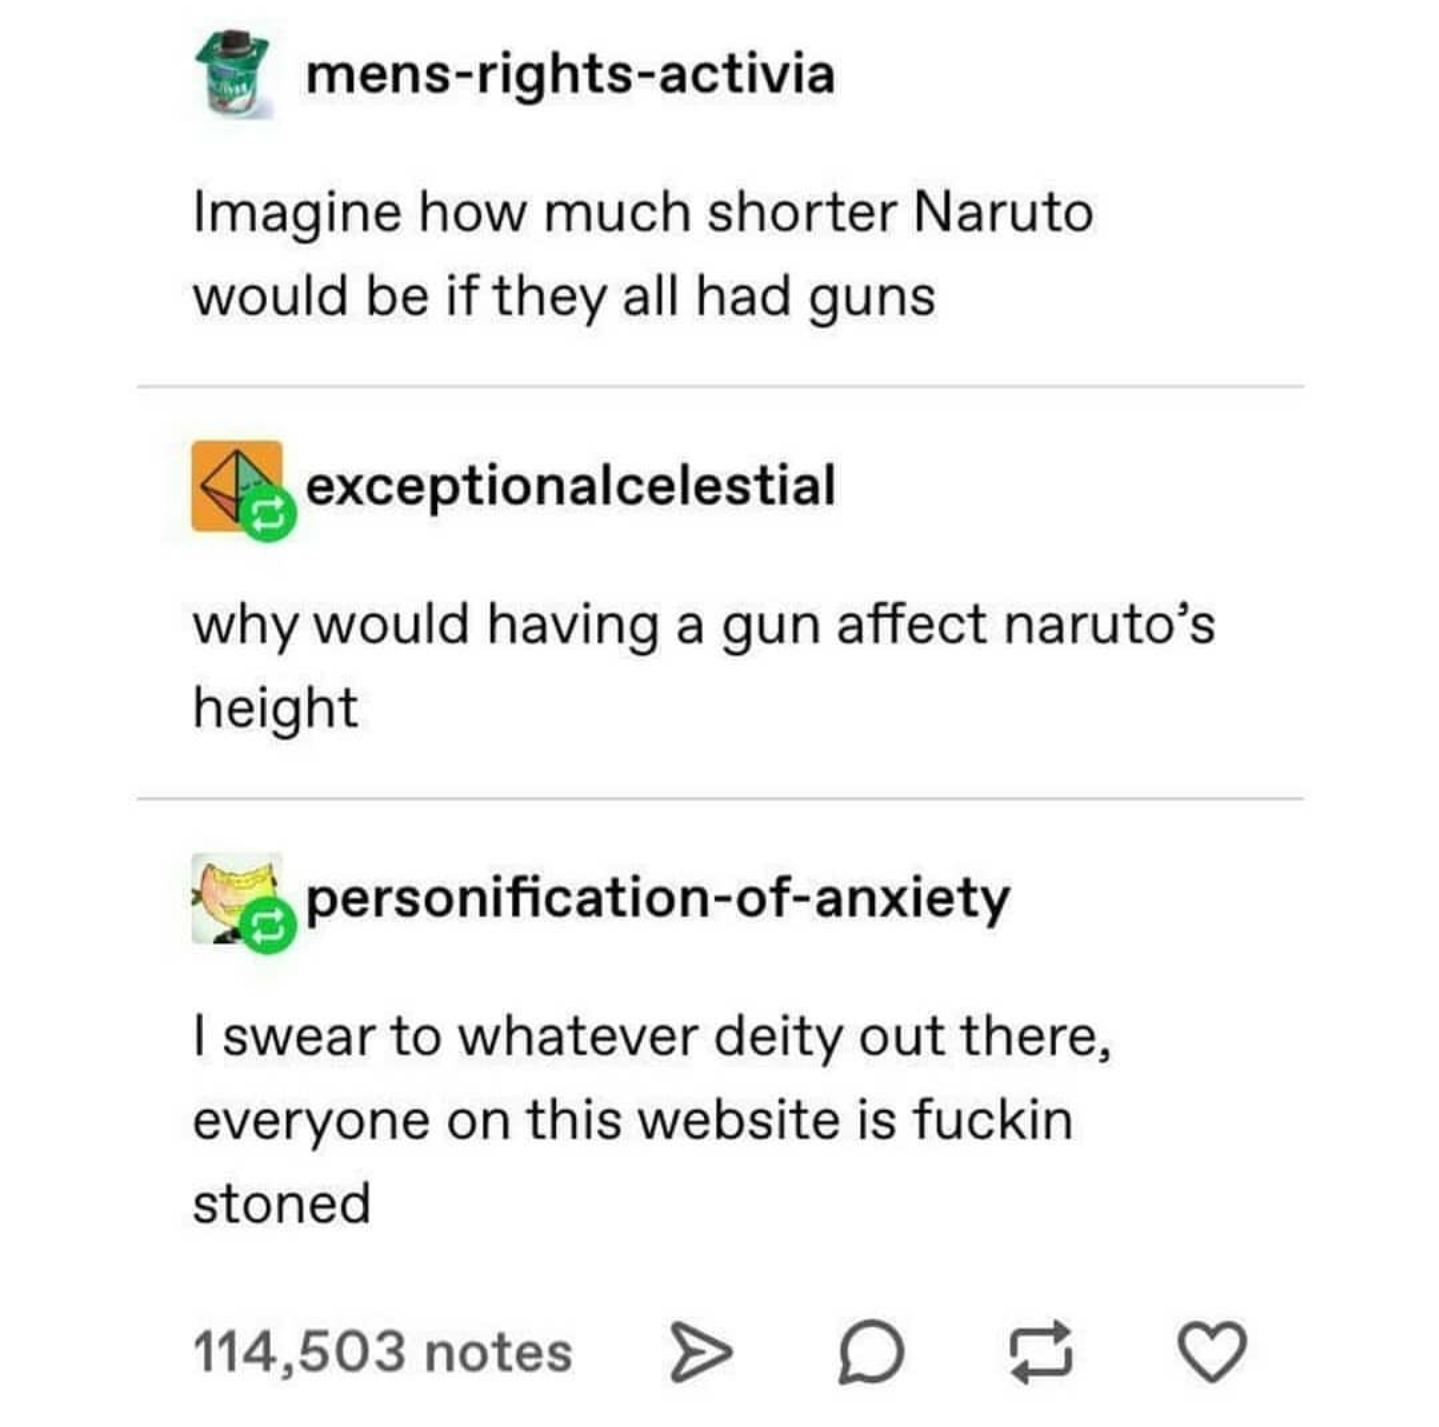 mens-rights-activia
Imagine how much shorter Naruto
would be if they all had guns
exceptionalcelestial
why would having a gun affect naruto's
height
personification-of-anxiety
I swear to whatever deity out there,
everyone on this website is fuckin
stoned
114,503 notes